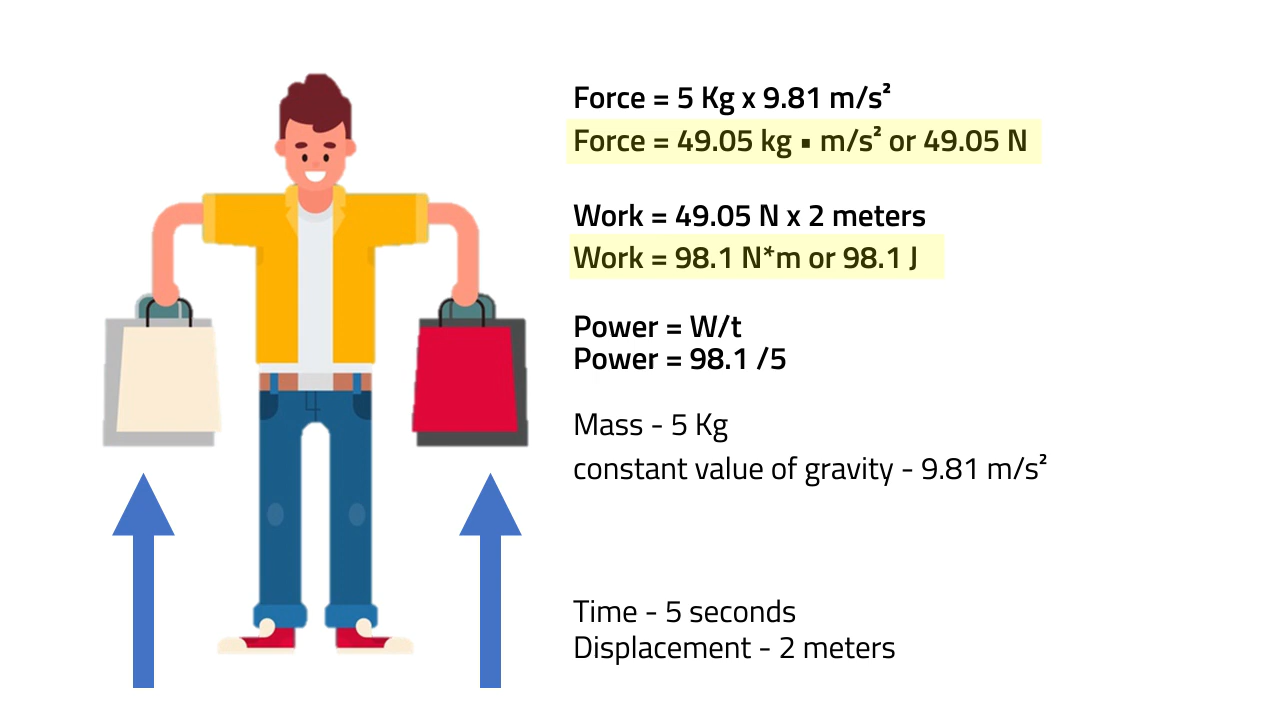 Force = 5 Kg x 9.81 m/s²
Force = 49.05 kg ▪ m/s² or 49.05 N
Work = 49.05 N x 2 meters
Work = 98.1 N*m or 98.1 J
Power = W/t
Power = 98.1 /5
Mass - 5 Kg
constant value of gravity - 9.81 m/s²
Time - 5 seconds
Displacement - 2 meters